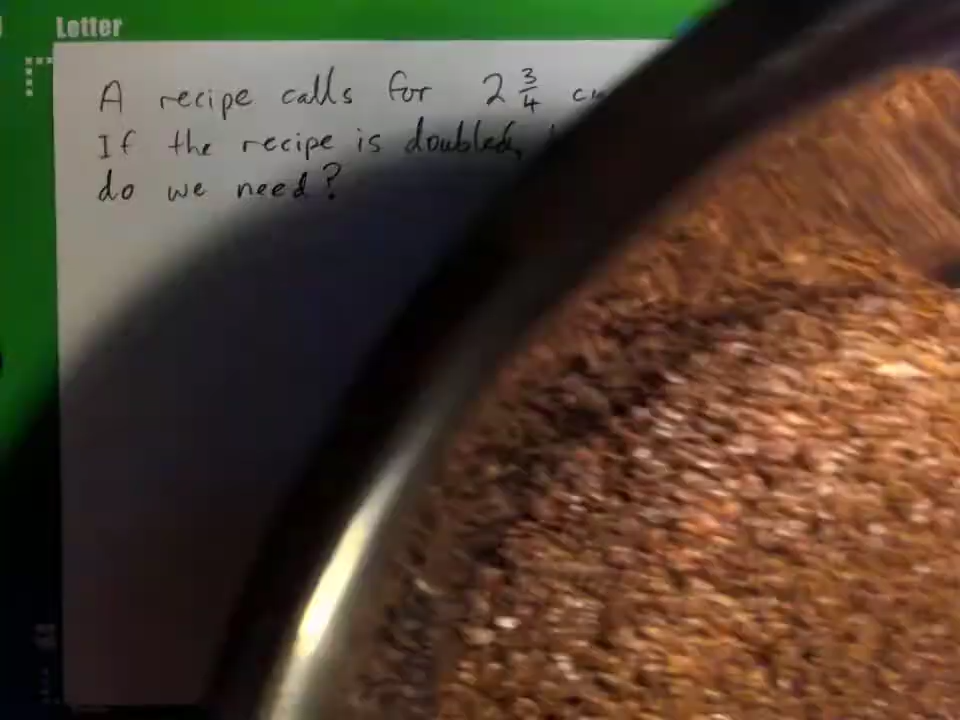 Letter
A recipe calls for 2 3/4
If the recipe is doubled,
do we need?